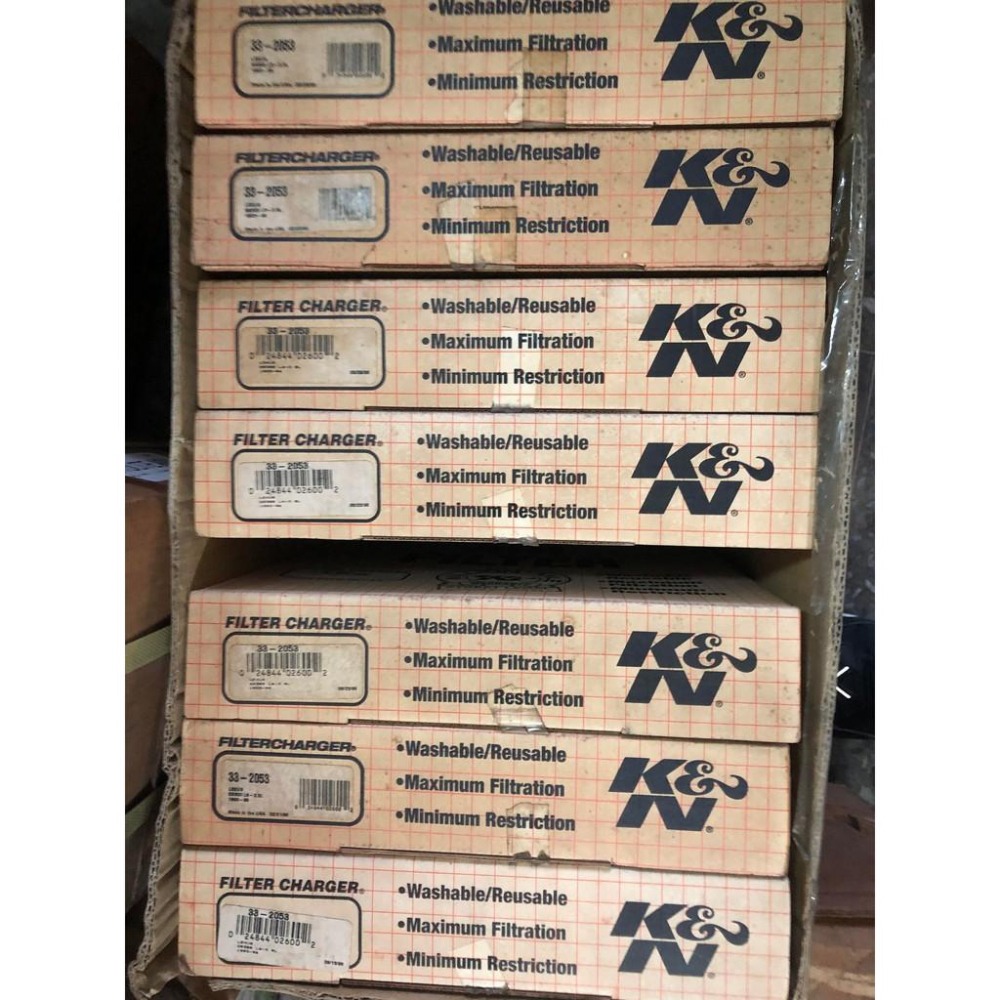 FILTERCHARGER®
33-2053
•Washable/Reusable
•Maximum Filtration
•Minimum Restriction
K&N®
FILTERCHARGER®
33-2053
•Washable/Reusable
•Maximum Filtration
•Minimum Restriction
K&N®
FILTER CHARGER®
33-2053
0 24844 02600 2
•Washable/Reusable
•Maximum Filtration
•Minimum Restriction
K&N®
FILTER CHARGER®
33-2053
0 24844 02600 2
•Washable/Reusable
•Maximum Filtration
•Minimum Restriction
K&N®
FILTER CHARGER®
33-2053
0 24844 02600 2
•Washable/Reusable
•Maximum Filtration
•Minimum Restriction
K&N®
FILTERCHARGER®
33-2053
•Washable/Reusable
•Maximum Filtration
•Minimum Restriction
K&N®
FILTER CHARGER®
33-2053
0 24844 02600 2
•Washable/Reusable
•Maximum Filtration
•Minimum Restriction
K&N®